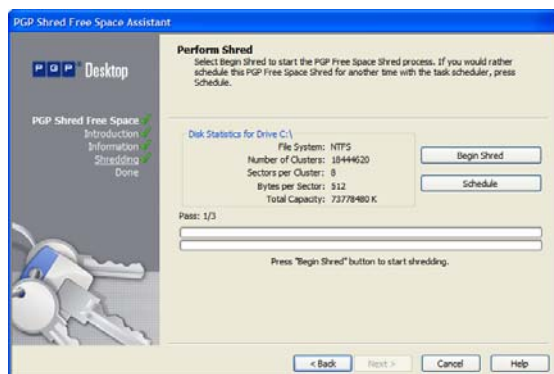 PGP Shred Free Space Assistant
PGP Desktop
PGP Shred Free Space
Introduction
Information
Shredding
Done
Perform Shred
Select Begin Shred to start the PGP Free Space Shred process. If you would rather
schedule this PGP Free Space Shred for another time with the task scheduler, press
Schedule.
Disk Statistics for Drive C:\
File System: NTFS
Number of Clusters: 18444620
Sectors per Cluster: 8
Bytes per Sector: 512
Total Capacity: 73778480 K
Begin Shred
Schedule
Pass: 1/3
Press "Begin Shred" button to start shredding.
< Back
Next >
Cancel
Help